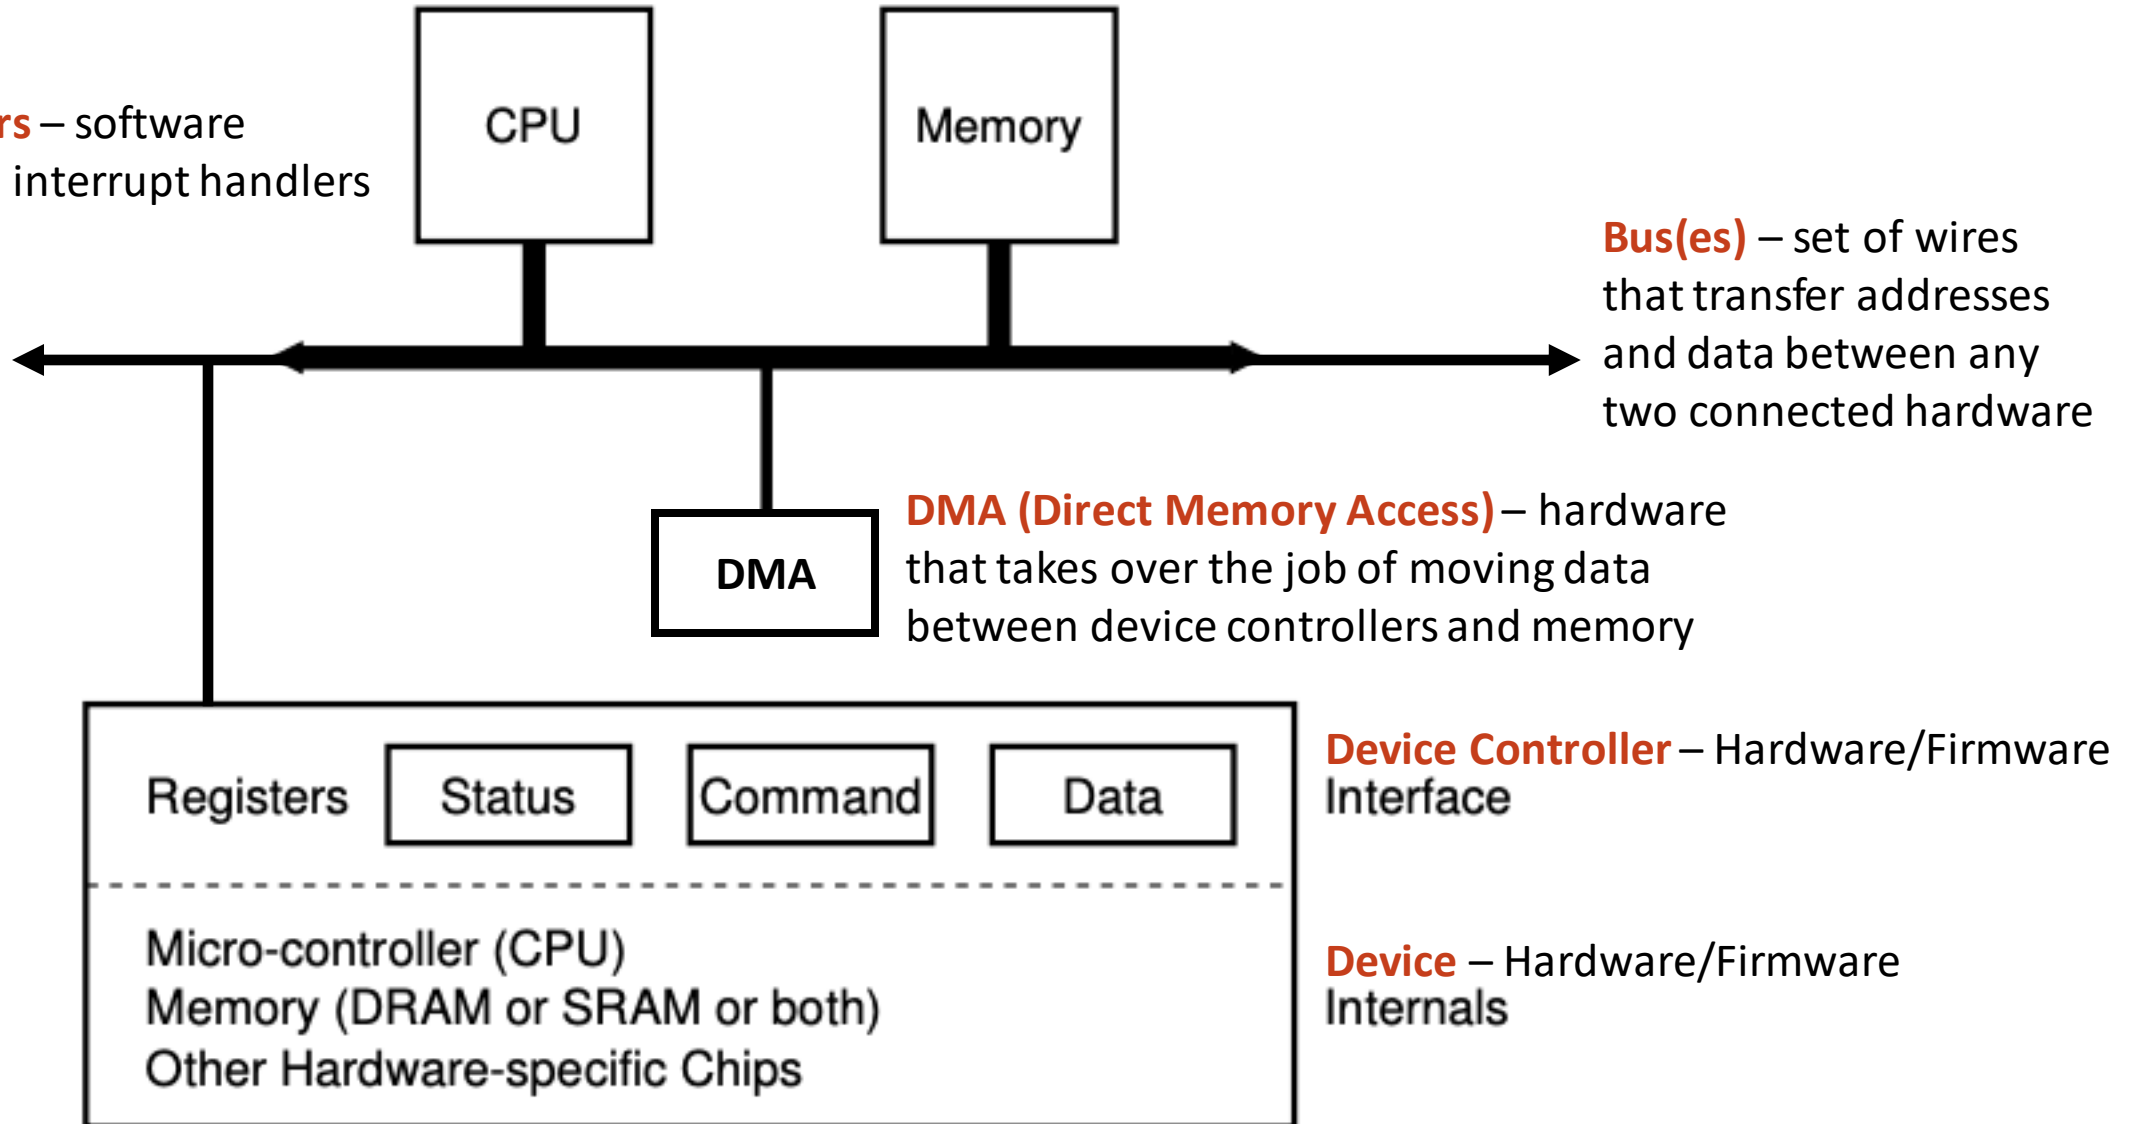 CPU
Memory
rs – software
interrupt handlers
Bus(es) – set of wires
that transfer addresses
and data between any
two connected hardware
DMA
DMA (Direct Memory Access) – hardware
that takes over the job of moving data
between device controllers and memory
Registers Status Command Data
Device Controller – Hardware/Firmware
Interface
Micro-controller (CPU)
Memory (DRAM or SRAM or both)
Other Hardware-specific Chips
Device – Hardware/Firmware
Internals